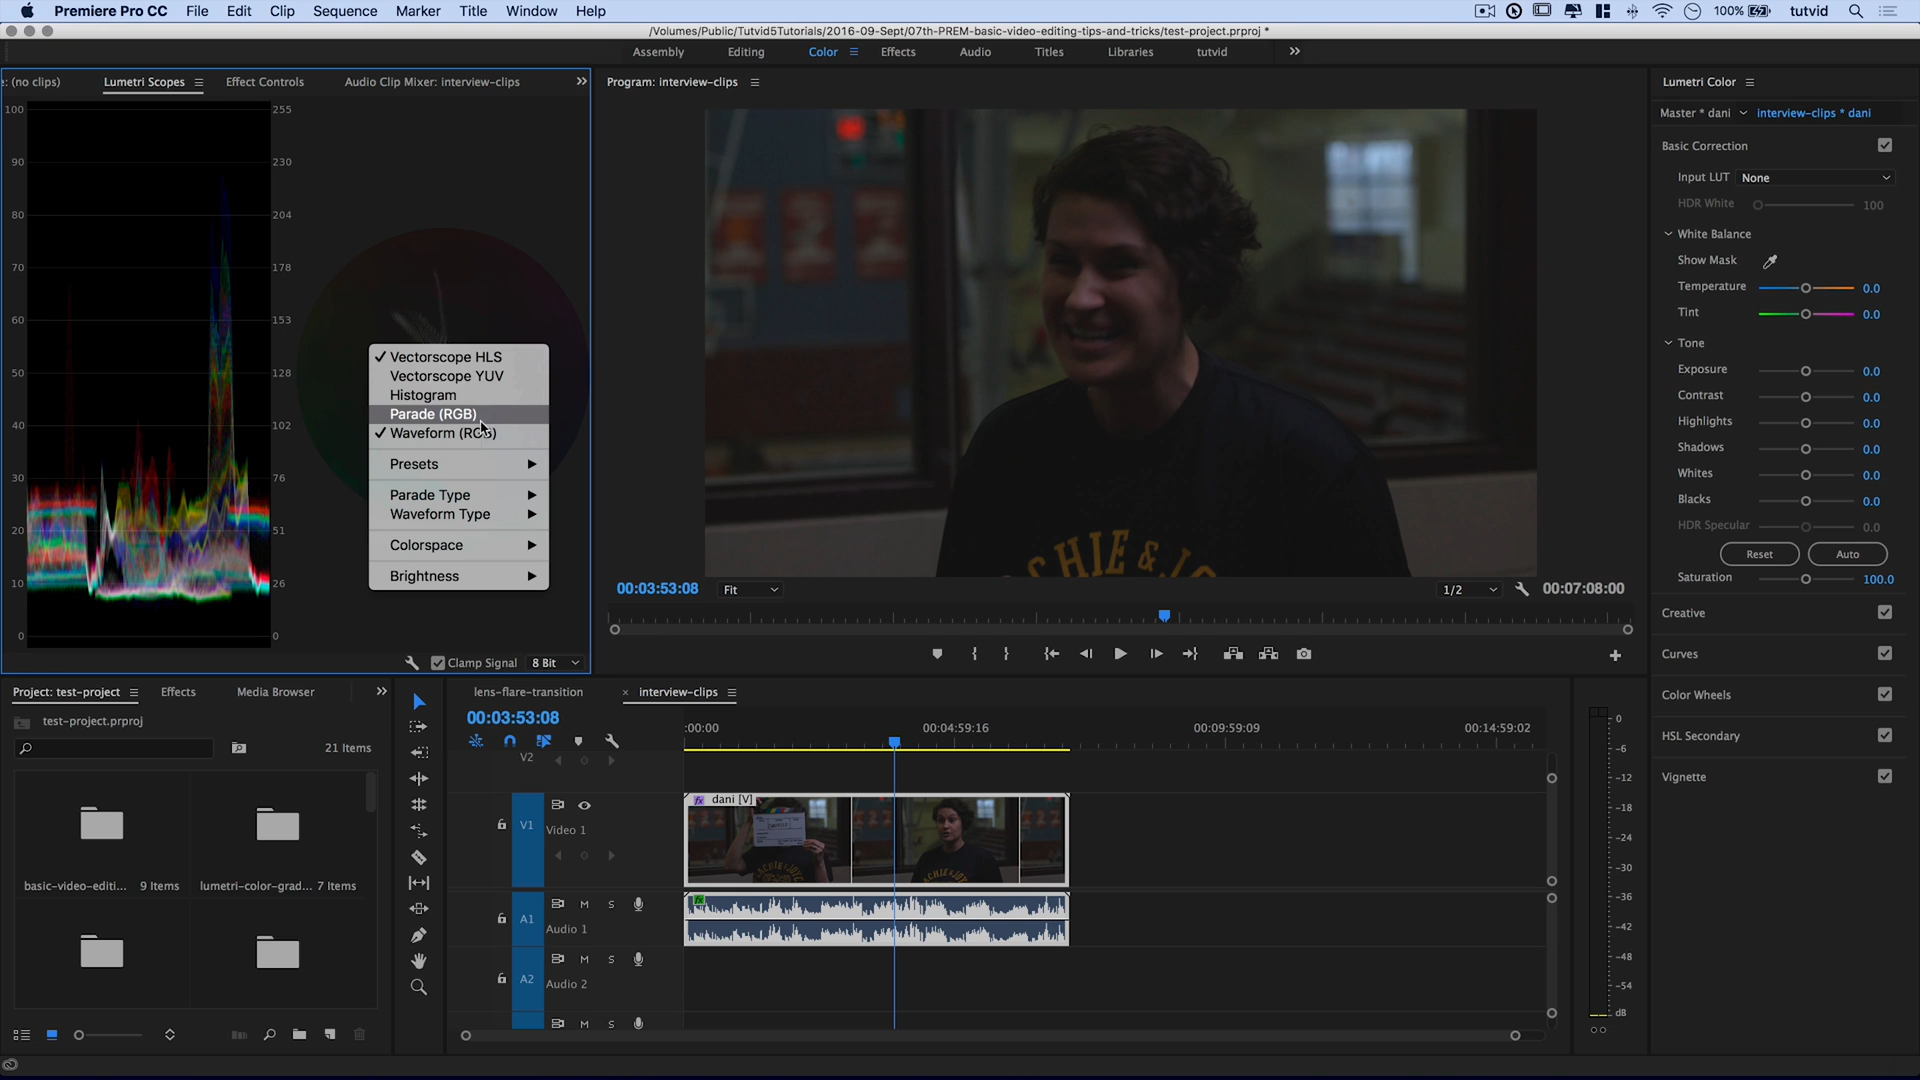 Premiere Pro CC File Edit Clip Sequence Marker Title Window Help 100% tutvid
/Volumes/Public/Tutvid5Tutorials/2016-09-Sept/07th-PREM-basic-video-editing-tips-and-tricks/test-project.prproj *
Assembly Editing Color Effects Audio Titles Libraries tutvid
e: (no clips) Lumetri Scopes Effect Controls Audio Clip Mixer: interview-clips
Program: interview-clips
Lumetri Color
Master * dani interview-clips * dani
Basic Correction
Input LUT None
HDR White 100
White Balance
Show Mask
Temperature 0.0
Tint 0.0
Tone
Exposure 0.0
Contrast 0.0
Highlights 0.0
Shadows 0.0
Whites 0.0
Blacks 0.0
HDR Specular 0.0
Reset Auto
Saturation 100.0
Creative
Curves
Color Wheels
HSL Secondary
Vignette
100 255
90 230
80 204
70 178
60 153
50 128
40 102
30 76
20 51
10 26
0 0
Vectorscope HLS
Vectorscope YUV
Histogram
Parade (RGB)
Waveform (RGB)
Presets
Parade Type
Waveform Type
Colorspace
Brightness
Clamp Signal 8 Bit
CHIE & JO
00:03:53:08 Fit 1/2 00:07:08:00
Project: test-project Effects Media Browser
test-project.prproj
21 Items
basic-video-editi... 9 Items lumetri-color-grad... 7 Items
lens-flare-transition interview-clips
00:03:53:08
:00:00 00:04:59:16 00:09:59:09 00:14:59:02
V2
dani [V]
V1 Video 1
A1 M S
Audio 1
A2 M S
Audio 2
M S
0
-6
-12
-18
-24
-30
-36
-42
-48
-54
dB